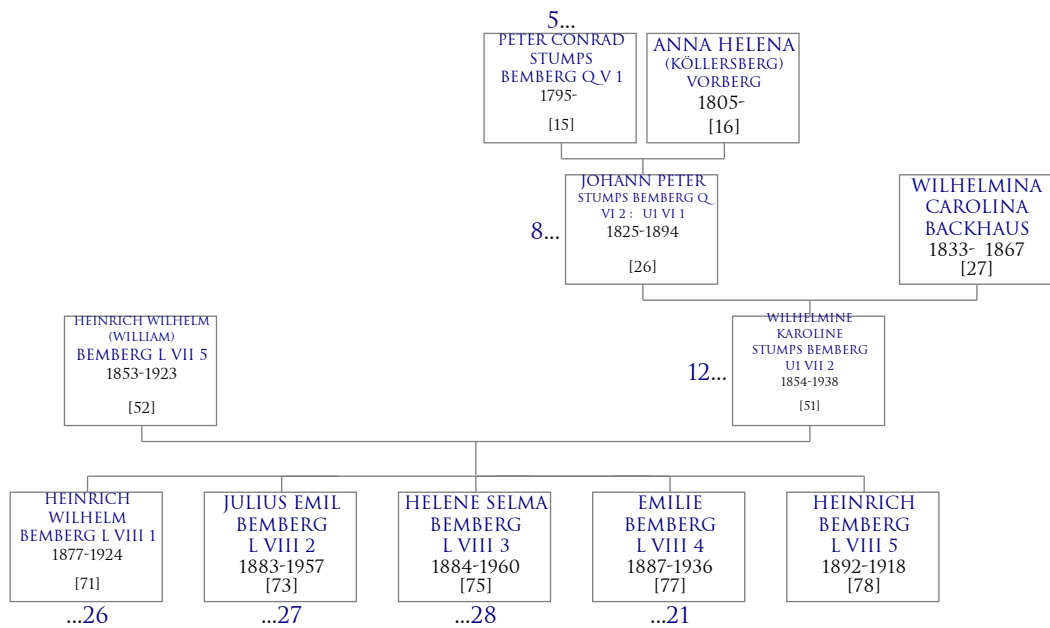 5...
PETER CONRAD
STUMPS
BEMBERG Q V 1
1795-
[15]
ANNA HELENA
(KÖLLERSBERG)
VORBERG
1805-
[16]
JOHANN PETER
STUMPS BEMBERG Q
VI 2 : U1 VI 1
1825-1894
[26]
8...
WILHELMINA
CAROLINA
BACKHAUS
1833- 1867
[27]
HEINRICH WILHELM
(WILLIAM)
BEMBERG L VII 5
1853-1923
[52]
12...
WILHELMINE
KAROLINE
STUMPS BEMBERG
U1 VII 2
1854-1938
[51]
HEINRICH
WILHELM
BEMBERG L VIII 1
1877-1924
[71]
...26
JULIUS EMIL
BEMBERG
L VIII 2
1883-1957
[73]
...27
HELENE SELMA
BEMBERG
L VIII 3
1884-1960
[75]
...28
EMILIE
BEMBERG
L VIII 4
1887-1936
[77]
...21
HEINRICH
BEMBERG
L VIII 5
1892-1918
[78]